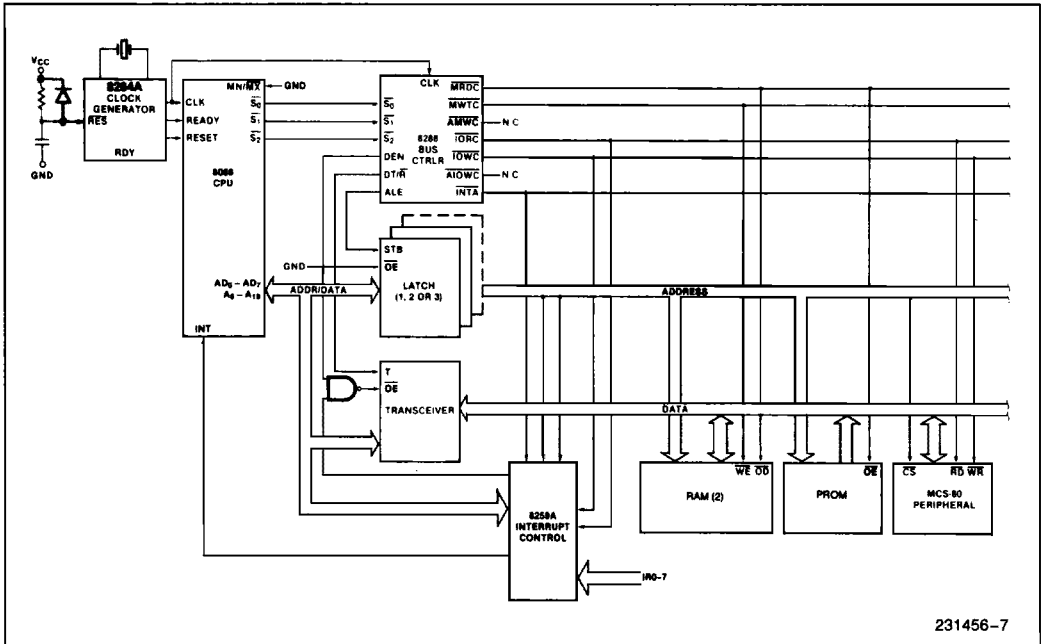 VCC
8284A
CLOCK
GENERATOR
RES
RDY
GND
CLK
READY
RESET
MN/MX
GND
S0
S1
S2
8088
CPU
AD0 – AD7
A8 – A19
INT
CLK
S0
S1
S2
DEN
DT/R
ALE
8288
BUS
CTRLR
MRDC
MWTC
AMWC
N C
IORC
IOWC
AIOWC
N C
INTA
GND
STB
OE
LATCH
(1, 2 OR 3)
ADDR/DATA
ADDRESS
T
OE
TRANSCEIVER
DATA
8259A
INTERRUPT
CONTROL
IR0-7
WE OD
RAM (2)
OE
PROM
CS RD WR
MCS-80
PERIPHERAL
231456–7